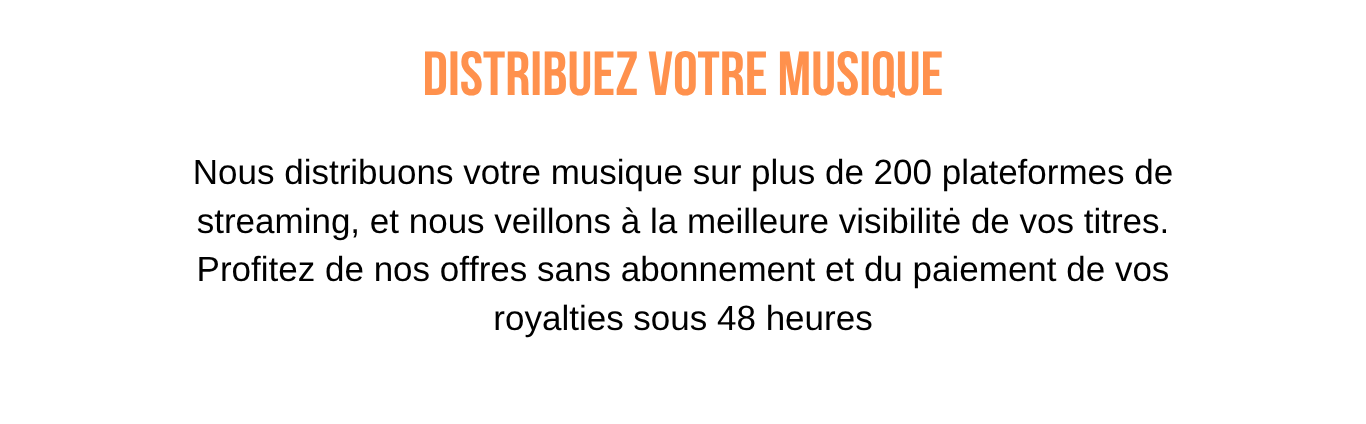 DISTRIBUEZ VOTRE MUSIQUE
Nous distribuons votre musique sur plus de 200 plateformes de
streaming, et nous veillons à la meilleure visibilitė de vos titres.
Profitez de nos offres sans abonnement et du paiement de vos
royalties sous 48 heures